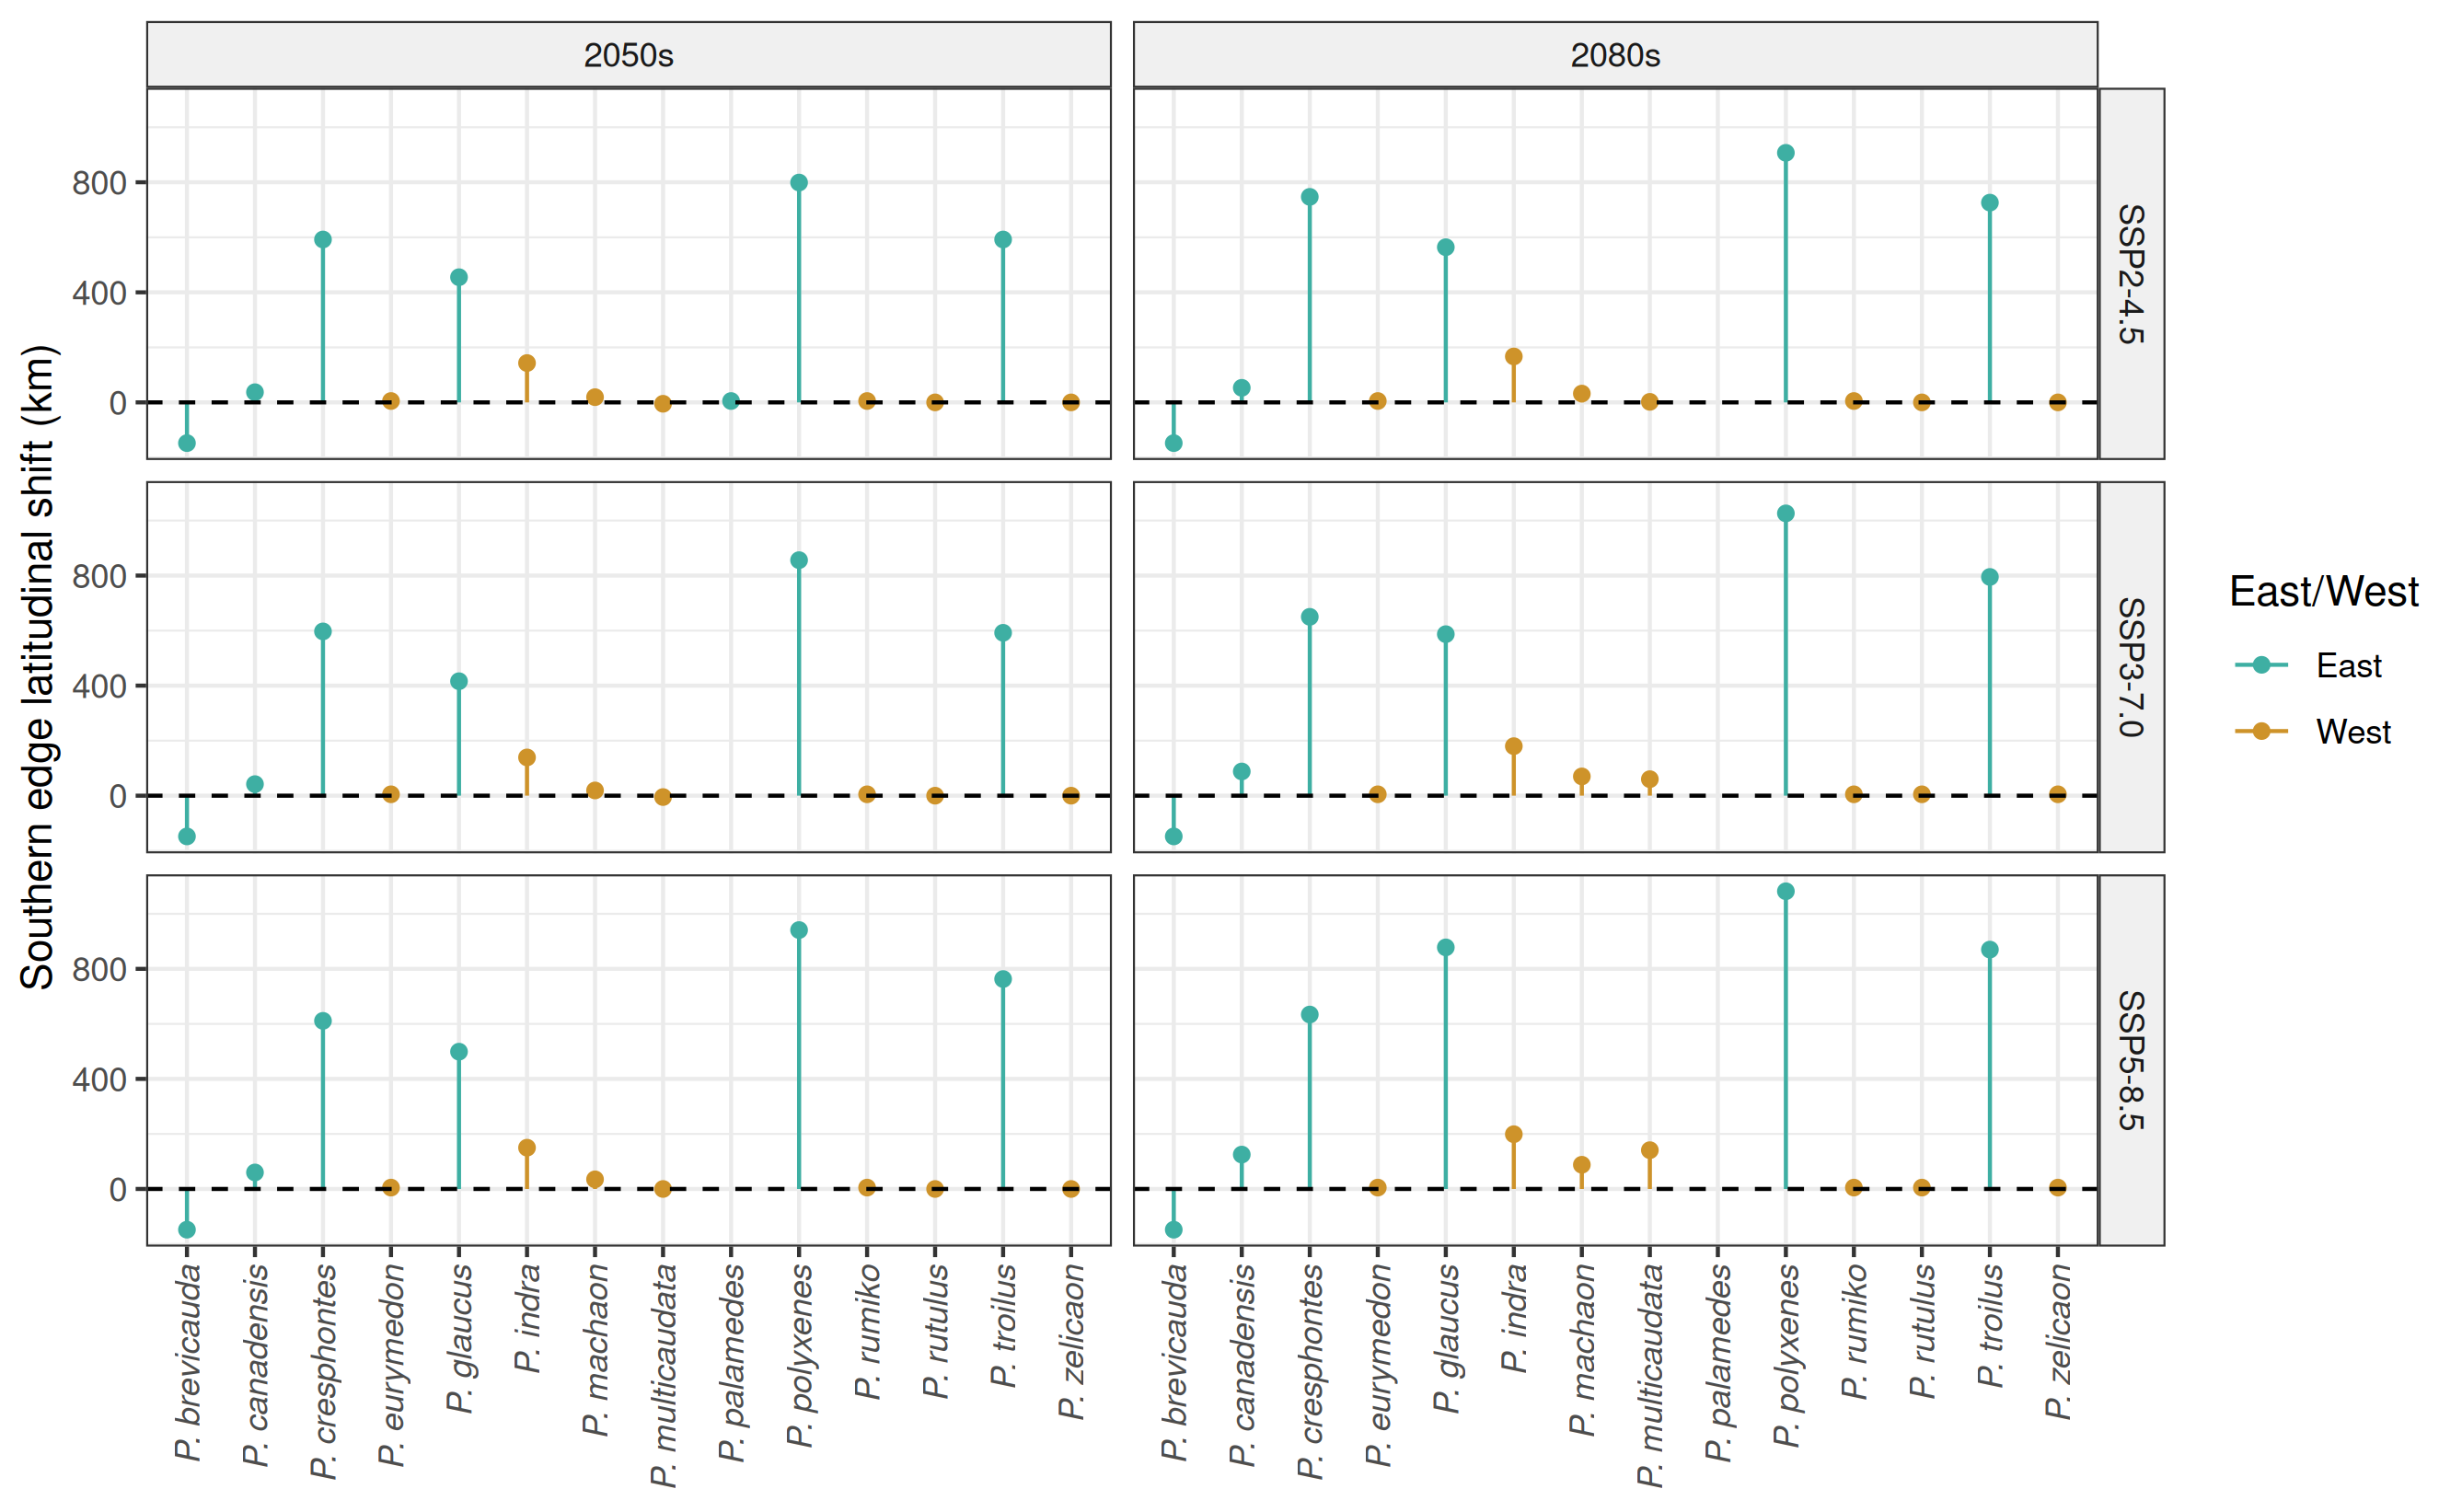 2050s
2080s
Southern edge latitudinal shift (km)
800
400
0
SSP2-4.5
800
400
0
SSP3-7.0
800
400
0
SSP5-8.5
East/West
East
West
P. brevicauda
P. canadensis
P. cresphontes
P. eurymedon
P. glaucus
P. indra
P. machaon
P. multicaudata
P. palamedes
P. polyxenes
P. rumiko
P. rutulus
P. troilus
P. zelicaon
P. brevicauda
P. canadensis
P. cresphontes
P. eurymedon
P. glaucus
P. indra
P. machaon
P. multicaudata
P. palamedes
P. polyxenes
P. rumiko
P. rutulus
P. troilus
P. zelicaon